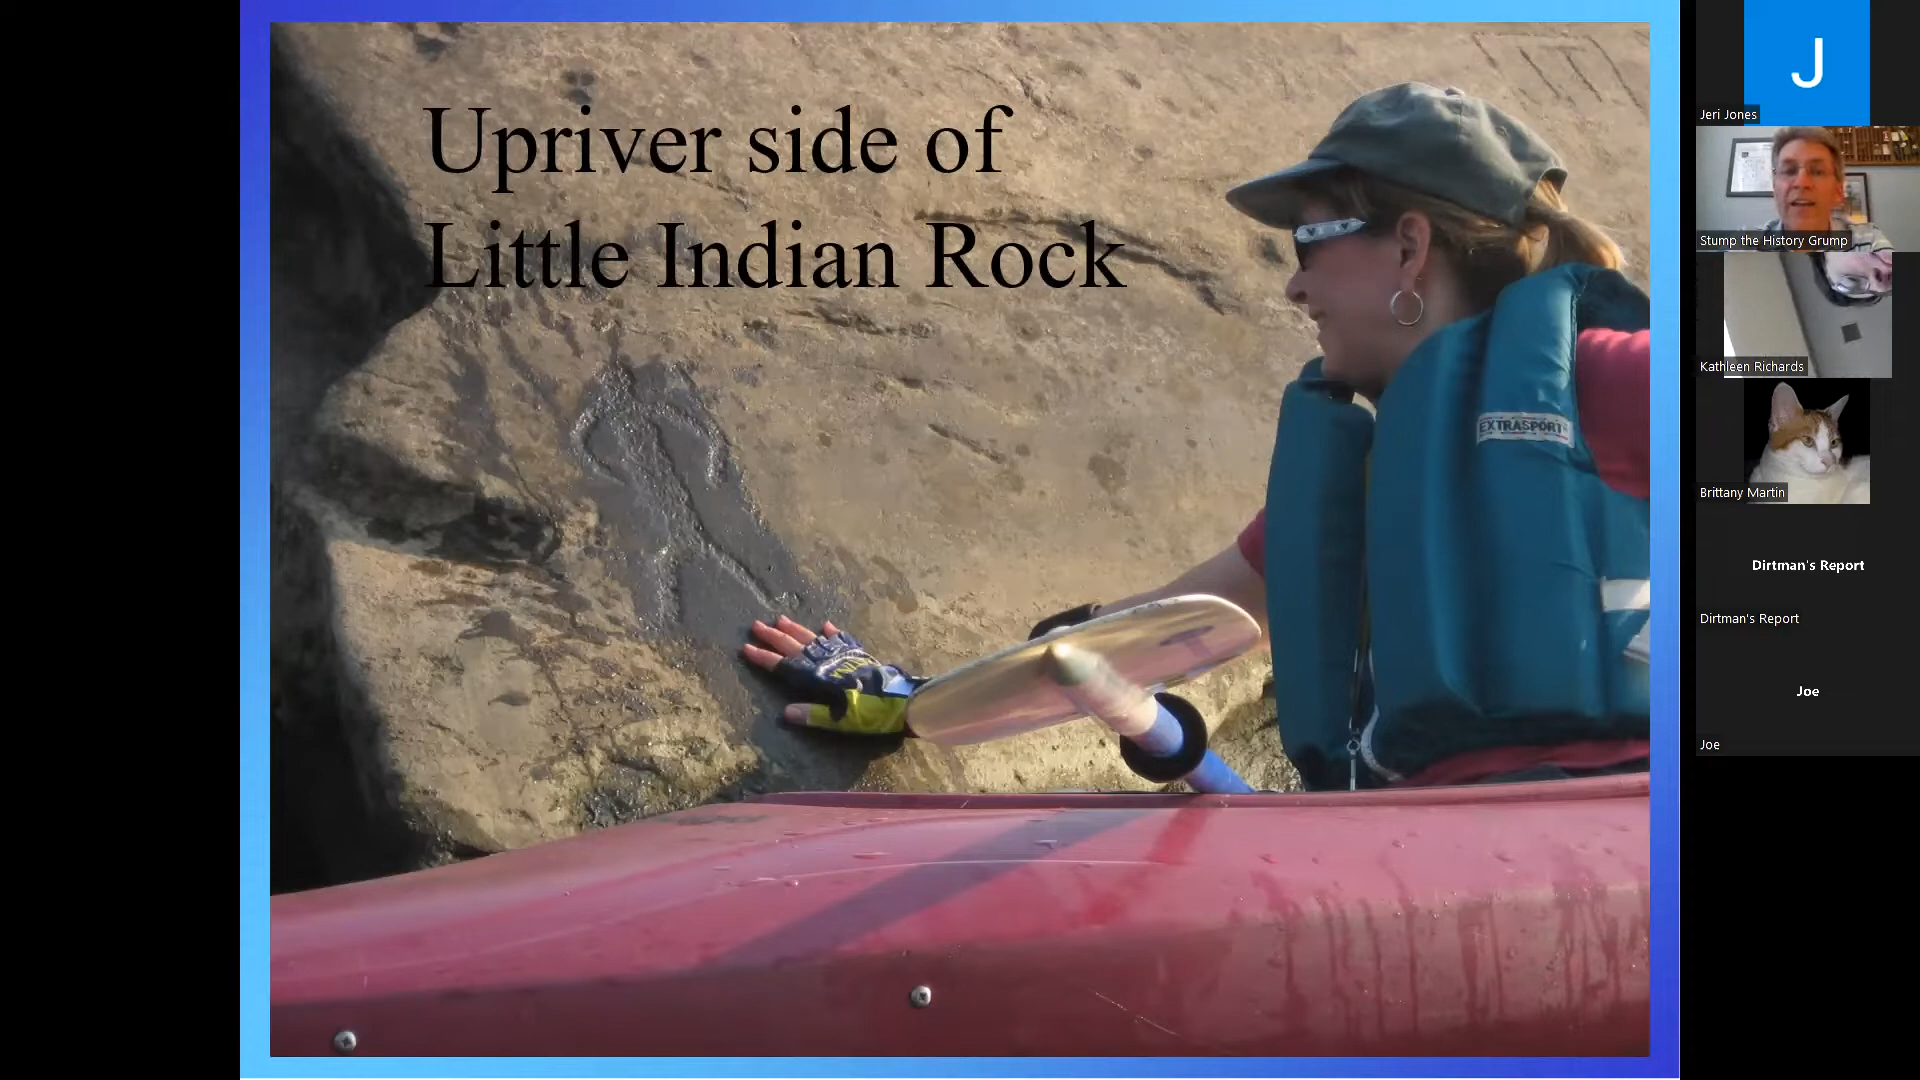 Upriver side of
Little Indian Rock
EXTRASPORT
J
Jeri Jones
Stump the History Grump
Kathleen Richards
Brittany Martin
Dirtman's Report
Dirtman's Report
Joe
Joe